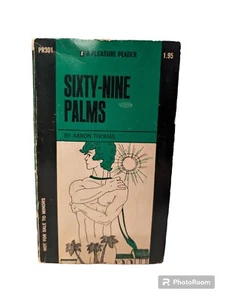 PR301
A PLEASURE READER
1.95
SIXTY-NINE
PALMS
BY AARON THOMAS
NOT FOR SALE TO MINORS
PhotoRoom